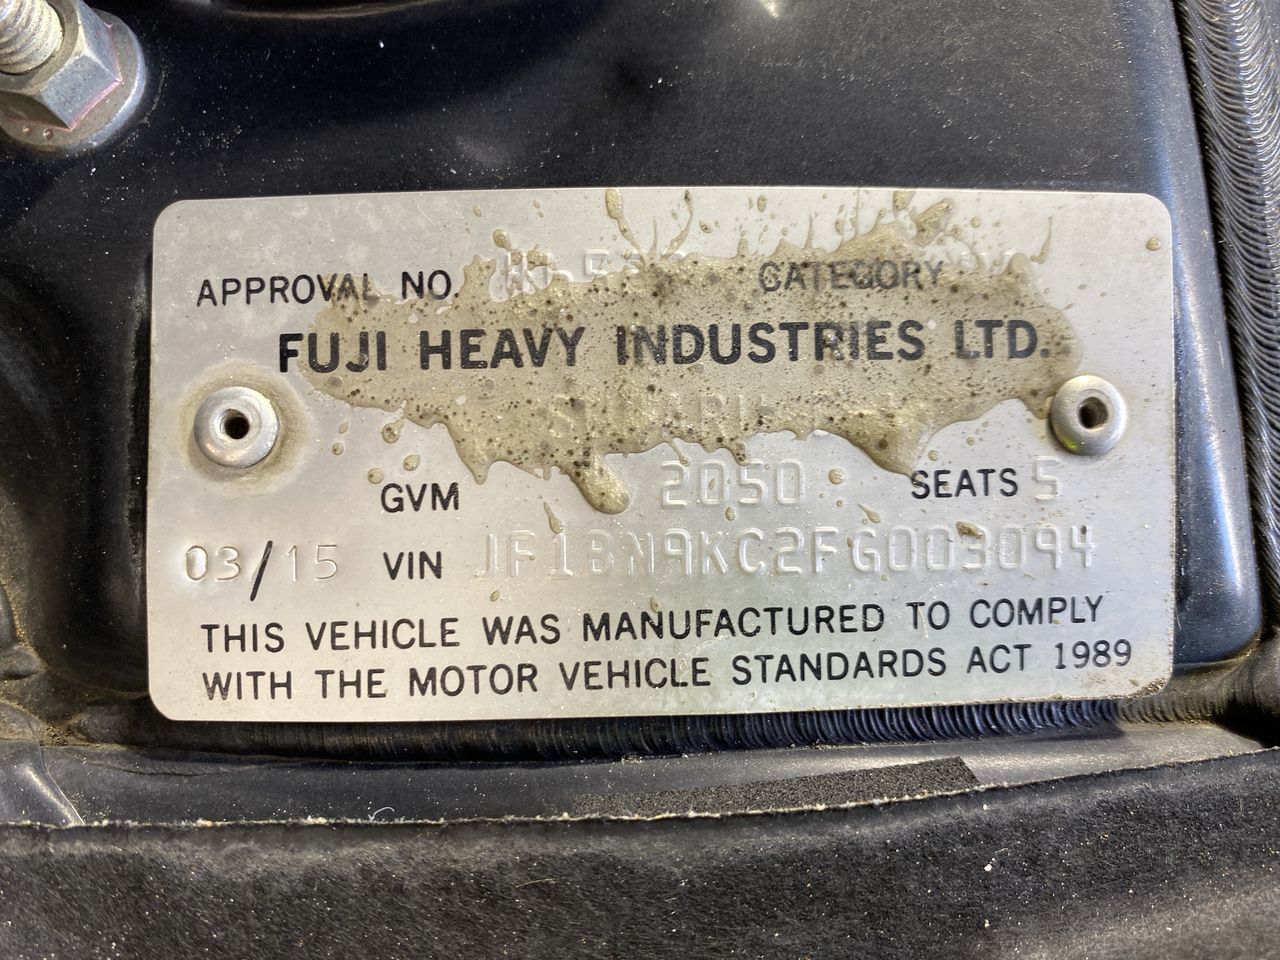 APPROVAL NO. CATEGORY
FUJI HEAVY INDUSTRIES LTD.
SUBARU
GVM 2050 SEATS 5
03/15 VIN JF1BN9KC2FG003094
THIS VEHICLE WAS MANUFACTURED TO COMPLY
WITH THE MOTOR VEHICLE STANDARDS ACT 1989